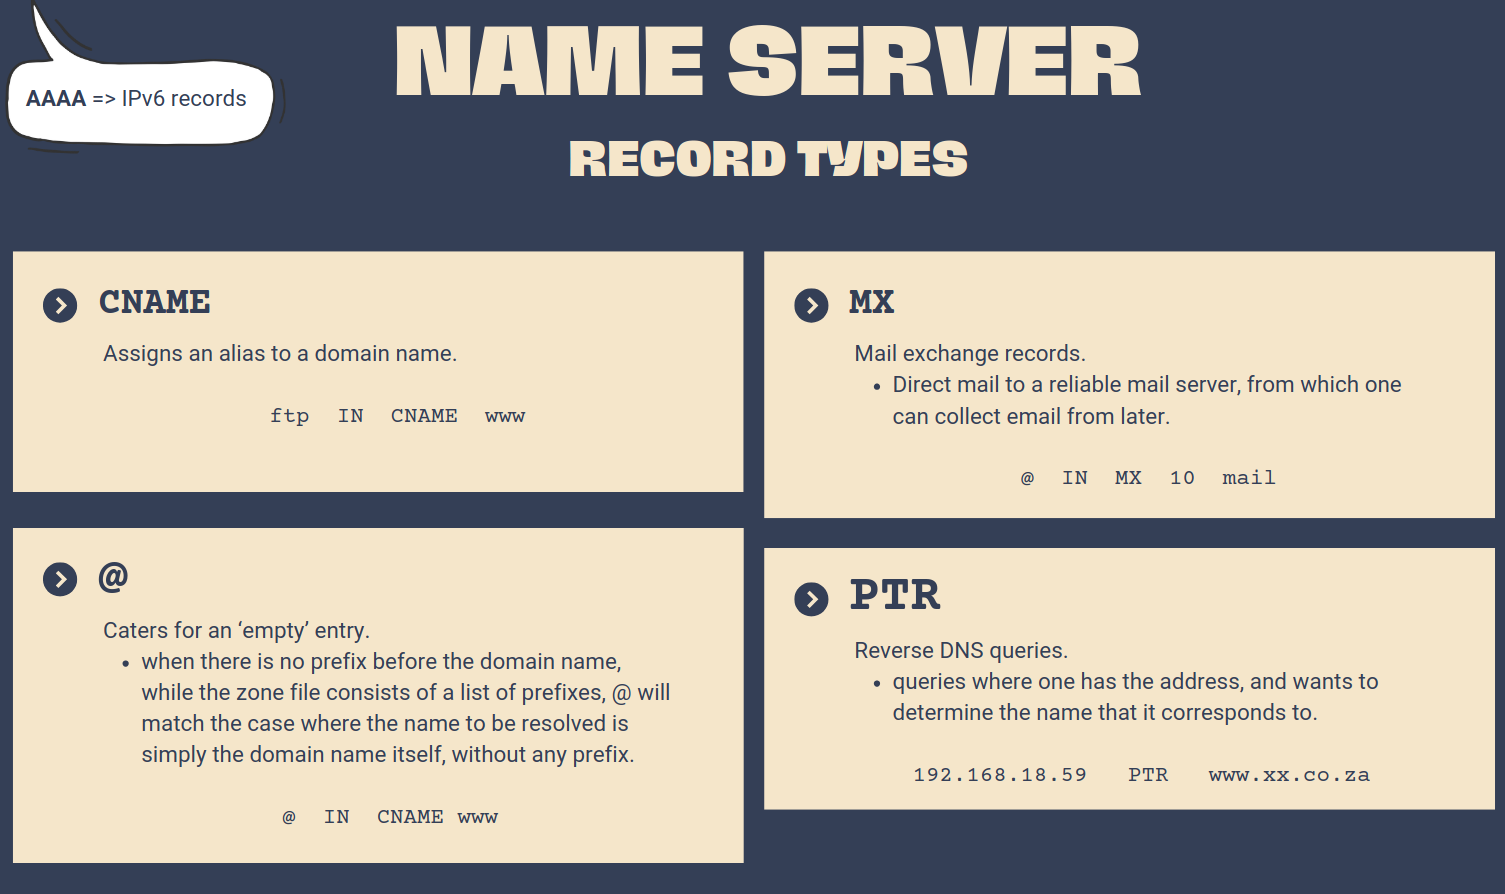 AAAA => IPv6 records
NAME SERVER
RECORD TYPES
CNAME
Assigns an alias to a domain name.
ftp IN CNAME www
@
Caters for an ‘empty’ entry.
• when there is no prefix before the domain name,
while the zone file consists of a list of prefixes, @ will
match the case where the name to be resolved is
simply the domain name itself, without any prefix.
@ IN CNAME www
MX
Mail exchange records.
• Direct mail to a reliable mail server, from which one
can collect email from later.
@ IN MX 10 mail
PTR
Reverse DNS queries.
• queries where one has the address, and wants to
determine the name that it corresponds to.
192.168.18.59 PTR www.xx.co.za